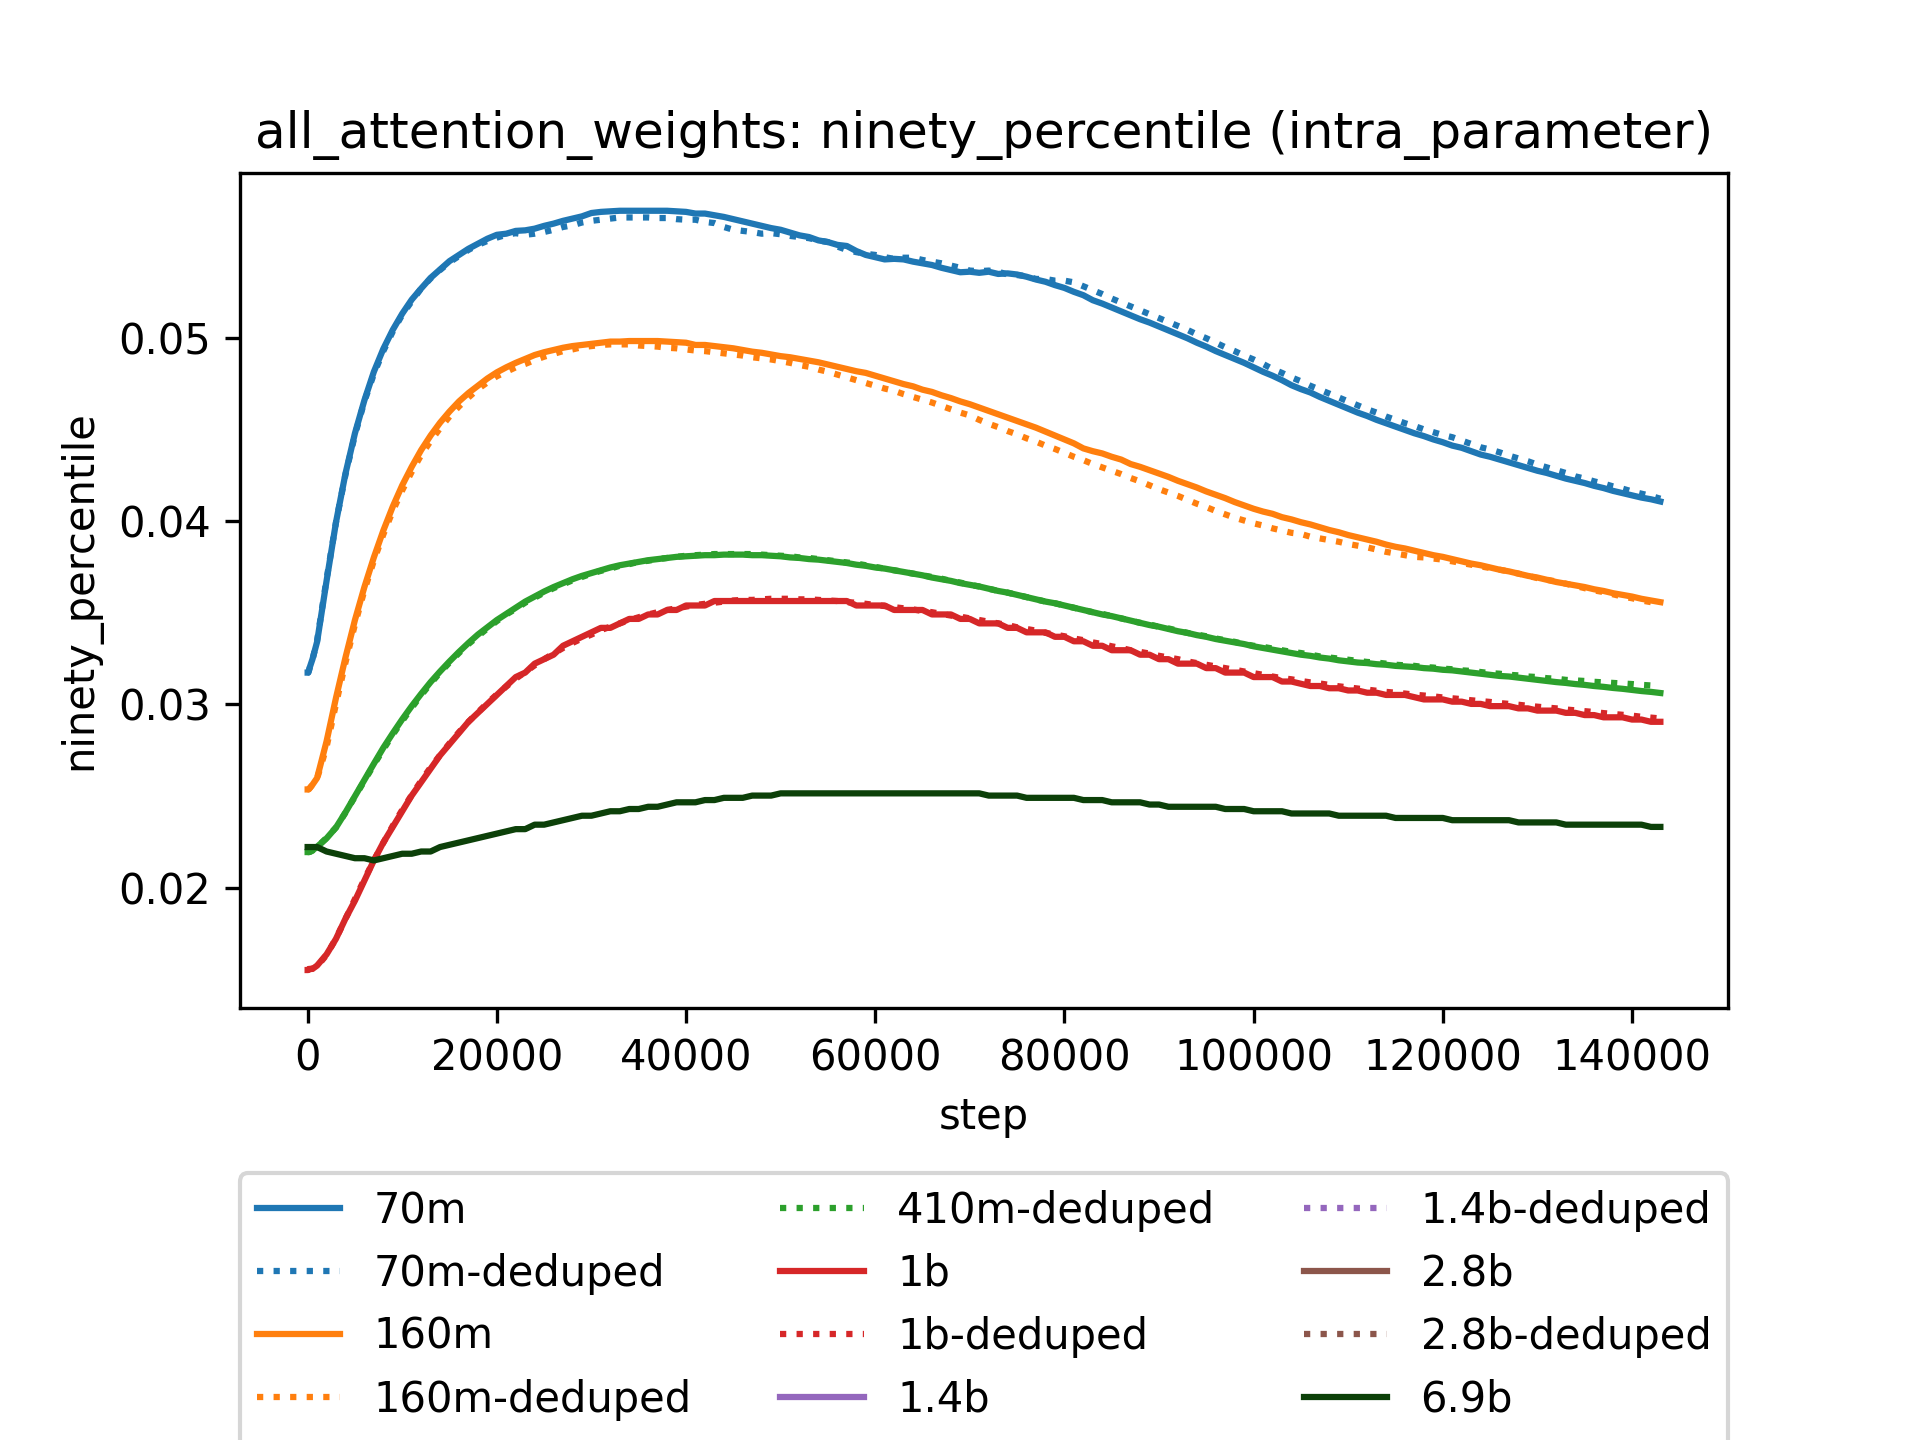 all_attention_weights: ninety_percentile (intra_parameter)
ninety_percentile
0.05
0.04
0.03
0.02
0 20000 40000 60000 80000 100000 120000 140000
step
70m
70m-deduped
160m
160m-deduped
410m-deduped
1b
1b-deduped
1.4b
1.4b-deduped
2.8b
2.8b-deduped
6.9b